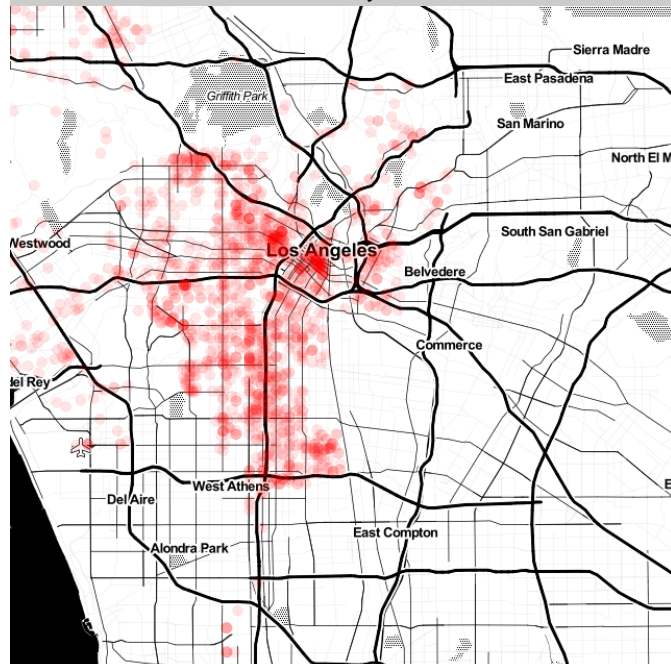 Sierra Madre
East Pasadena
Griffith Park
San Marino
North El M
Westwood
Los Angeles
South San Gabriel
Belvedere
Commerce
del Rey
West Athens
Del Aire
East Compton
Alondra Park